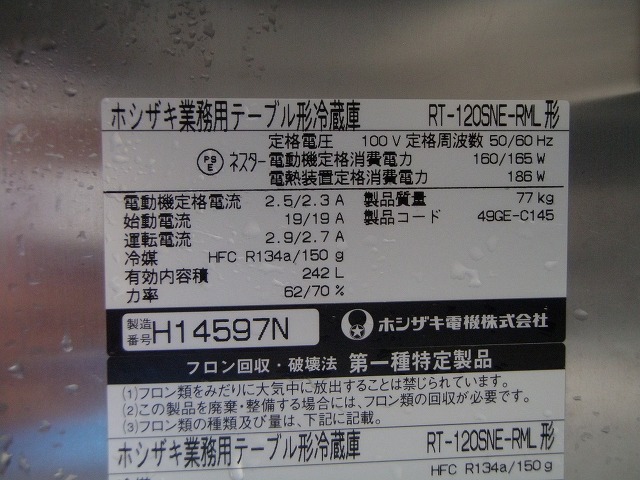 ホシザキ業務用テーブル形冷蔵庫 RT-120SNE-RML形
定格電圧 100V 定格周波数 50/60 Hz
PS E ネスター 電動機定格消費電力 160/165 W
電熱装置定格消費電力 186 W
電動機定格電流 2.5/2.3 A 製品質量 77 kg
始動電流 19/19 A 製品コード 49GE-C145
運転電流 2.9/2.7 A
冷媒 HFC R134a/150 g
有効内容積 242 L
力率 62/70 %
製造番号 H14597N ホシザキ電機株式会社
フロン回収・破壊法 第一種特定製品
(1)フロン類をみだりに大気中に放出することは禁じられています。
(2)この製品を廃棄・整備する場合には、フロン類の回収が必要です。
(3)フロン類の種類及び量は、下記に記載。
ホシザキ業務用テーブル形冷蔵庫 RT-120SNE-RML形
HFC R134a/150g